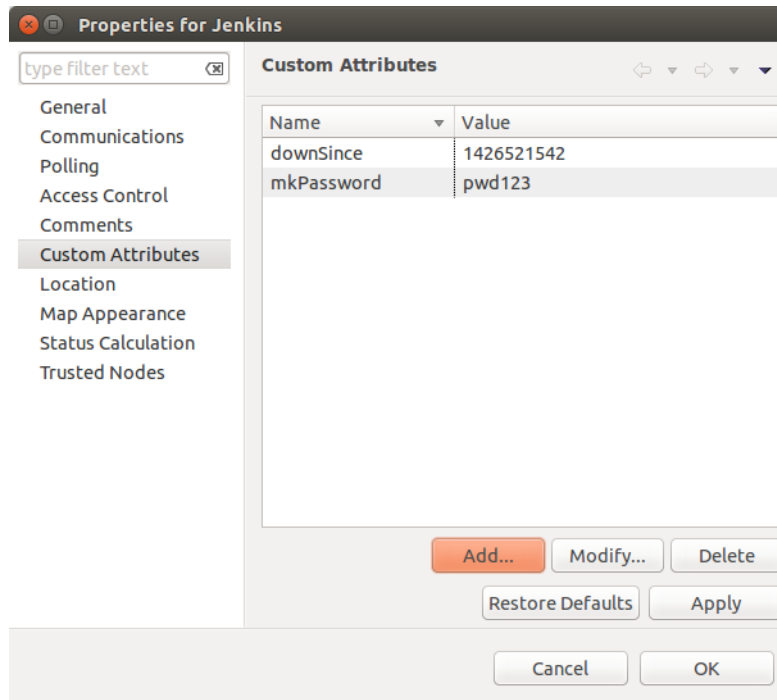 Properties for Jenkins
type filter text
General
Communications
Polling
Access Control
Comments
Custom Attributes
Location
Map Appearance
Status Calculation
Trusted Nodes
Custom Attributes
Name Value
downSince 1426521542
mkPassword pwd123
Add... Modify... Delete
Restore Defaults Apply
Cancel OK